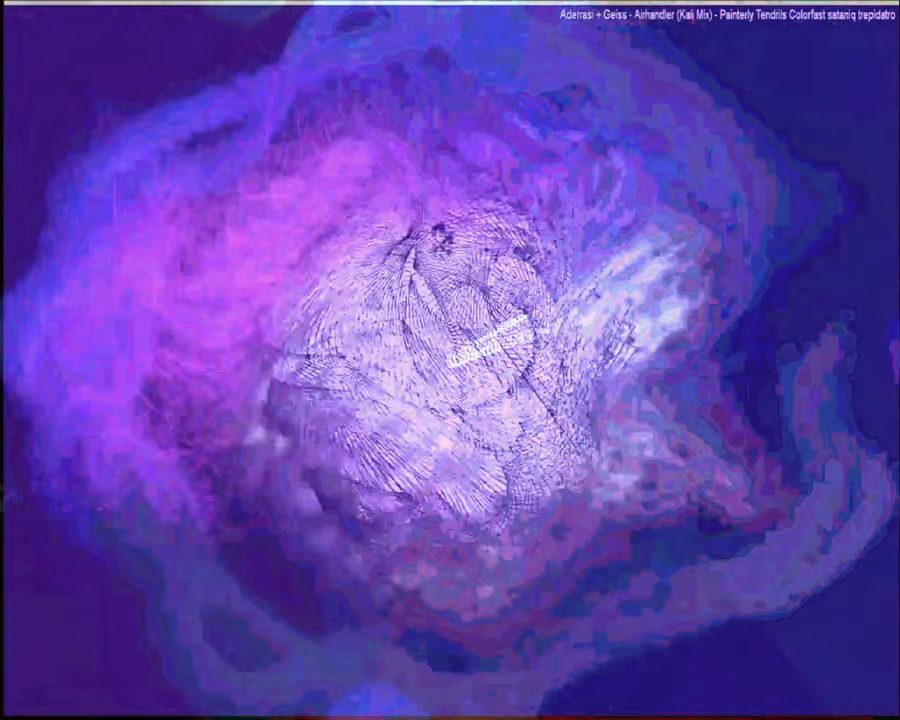 Aderrasi + Geiss - Airhandler (Kali Mix) - Painterly Tendrils Colorfast sataniq trepidatro